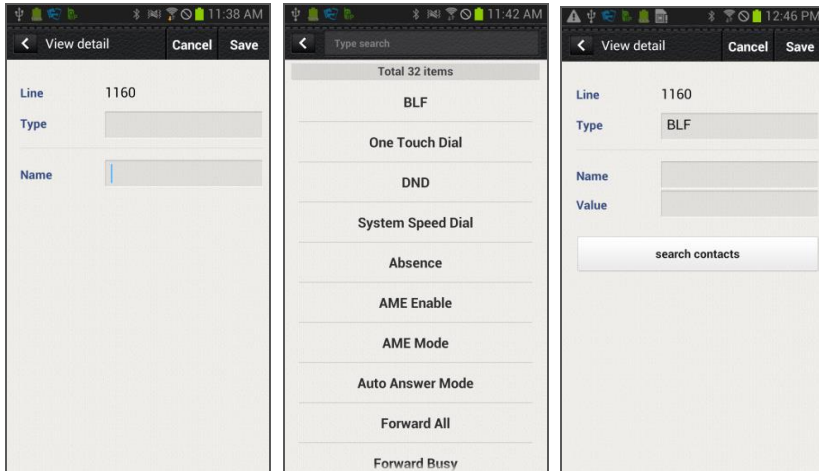 11:38 AM
View detail Cancel Save
Line 1160
Type
Name
11:42 AM
Type search
Total 32 items
BLF
One Touch Dial
DND
System Speed Dial
Absence
AME Enable
AME Mode
Auto Answer Mode
Forward All
Forward Busy
12:46 PM
View detail Cancel Save
Line 1160
Type BLF
Name
Value
search contacts